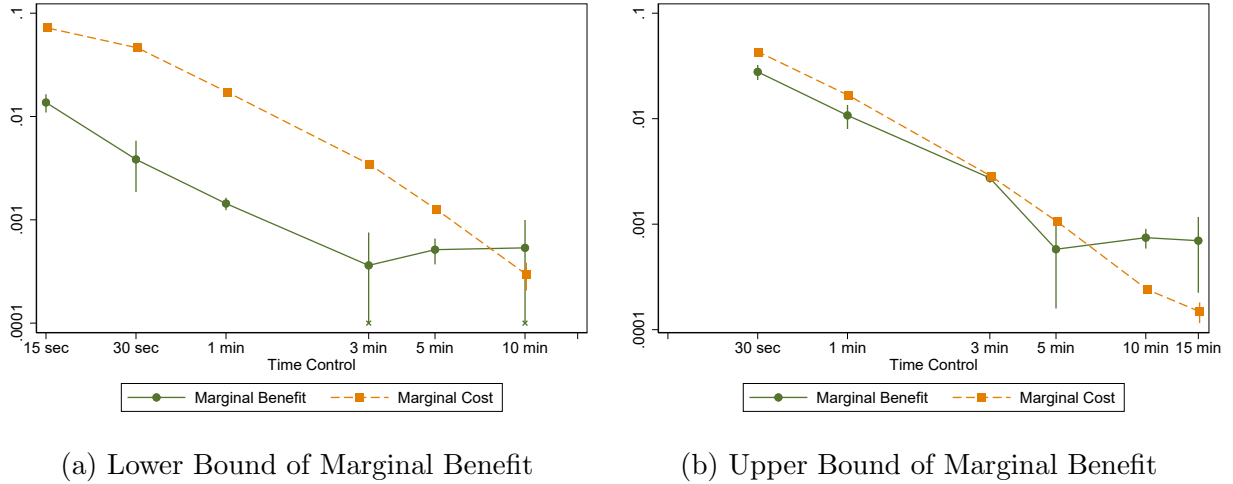 .1
.01
.001
.0001
15 sec 30 sec 1 min 3 min 5 min 10 min
Time Control
Marginal Benefit Marginal Cost
(a) Lower Bound of Marginal Benefit
.1
.01
.001
.0001
30 sec 1 min 3 min 5 min 10 min 15 min
Time Control
Marginal Benefit Marginal Cost
(b) Upper Bound of Marginal Benefit